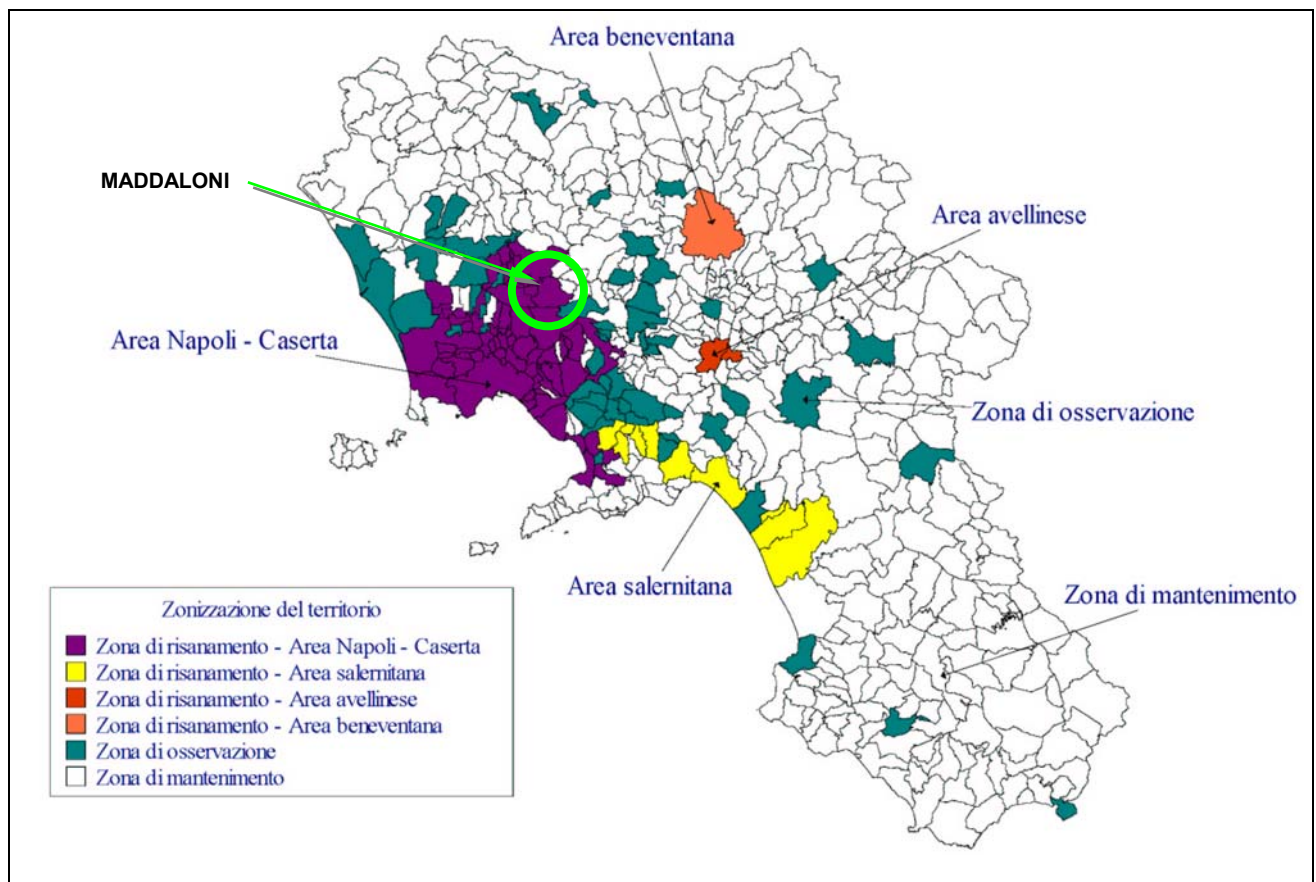 Area beneventana
MADDALONI
Area avellinese
Area Napoli - Caserta
Zona di osservazione
Area salernitana
Zona di mantenimento
Zonizzazione del territorio
Zona di risanamento - Area Napoli - Caserta
Zona di risanamento - Area salernitana
Zona di risanamento - Area avellinese
Zona di risanamento - Area beneventana
Zona di osservazione
Zona di mantenimento